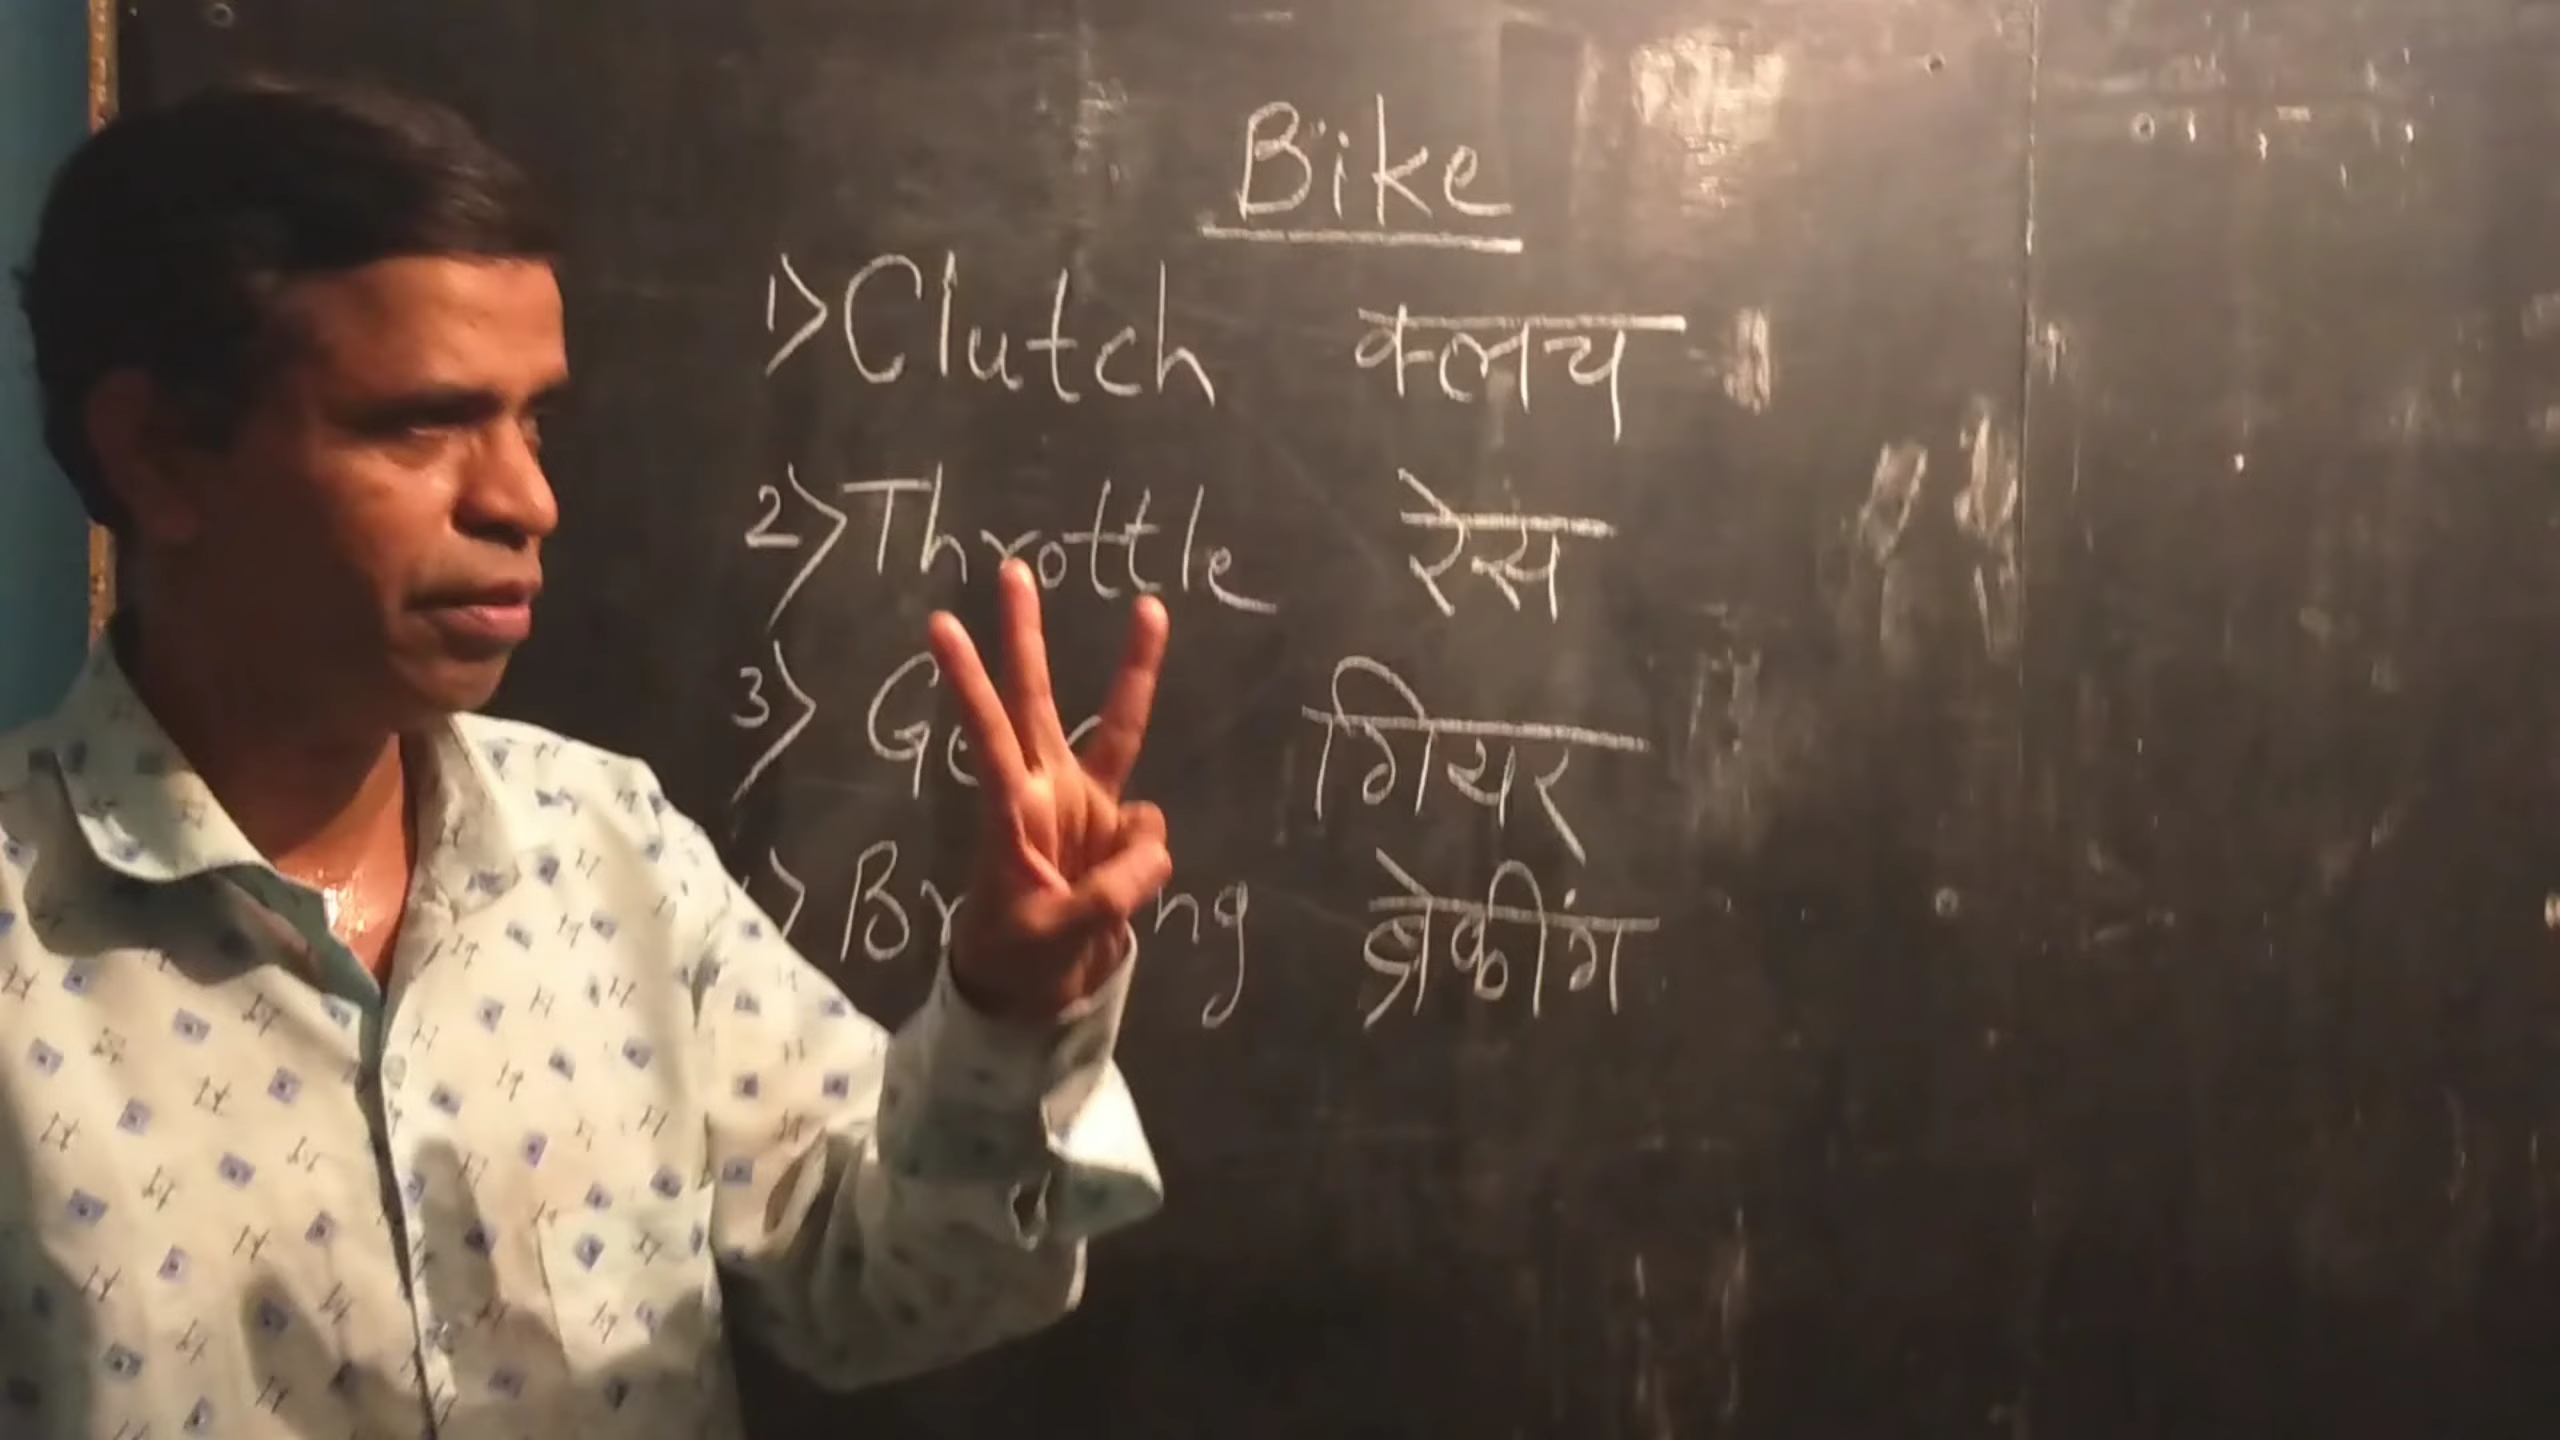 Bike
1) Clutch क्लच
2) Throttle रेस
3) गियर
ब्रेकींग